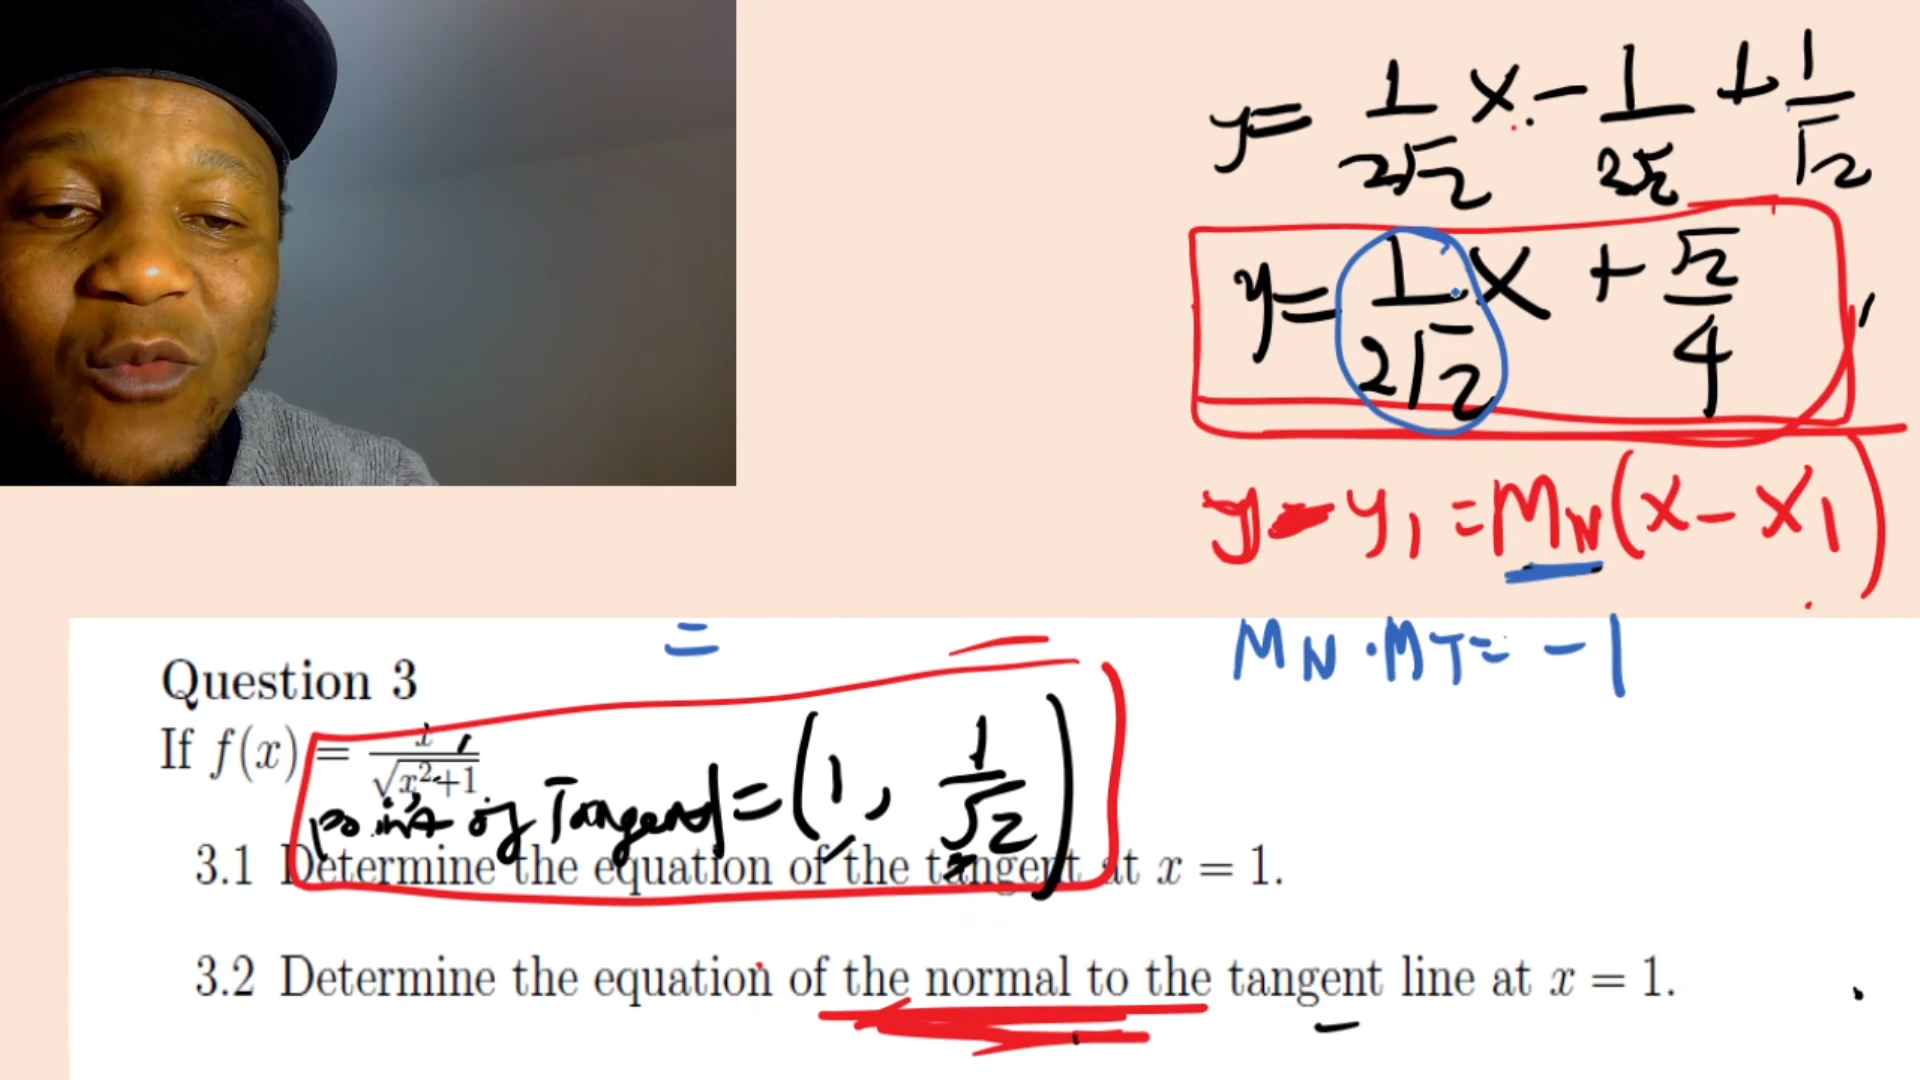 y= 1/2√2 x - 1/2√2 + 1/√2
y= 1/2√2 x + √2/4
y-y₁ =M_N(x-x₁)
M_N·M_T= -1
=
Question 3
If f(x) = x/√x²+1
point of Tangent=(1, 1/√2)
3.1 Determine the equation of the tangent at x = 1.
3.2 Determine the equation of the normal to the tangent line at x = 1.